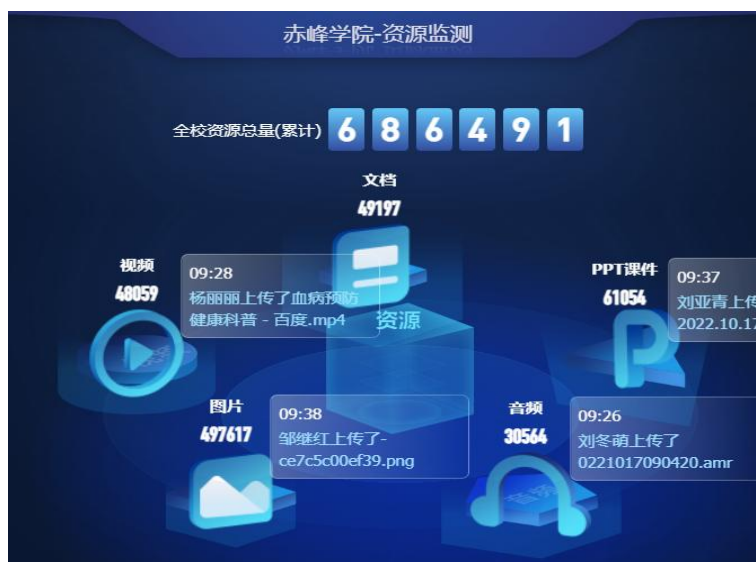 赤峰学院-资源监测
全校资源总量(累计) 686491
文档
49197
视频
48059
09:28
杨丽丽上传了血病预防
健康科普 - 百度.mp4
资源
PPT课件
61054
09:37
刘亚青上传
2022.10.17
图片
497617
09:38
邹继红上传了-
ce7c5c00ef39.png
音频
30564
09:26
刘冬萌上传了
0221017090420.amr